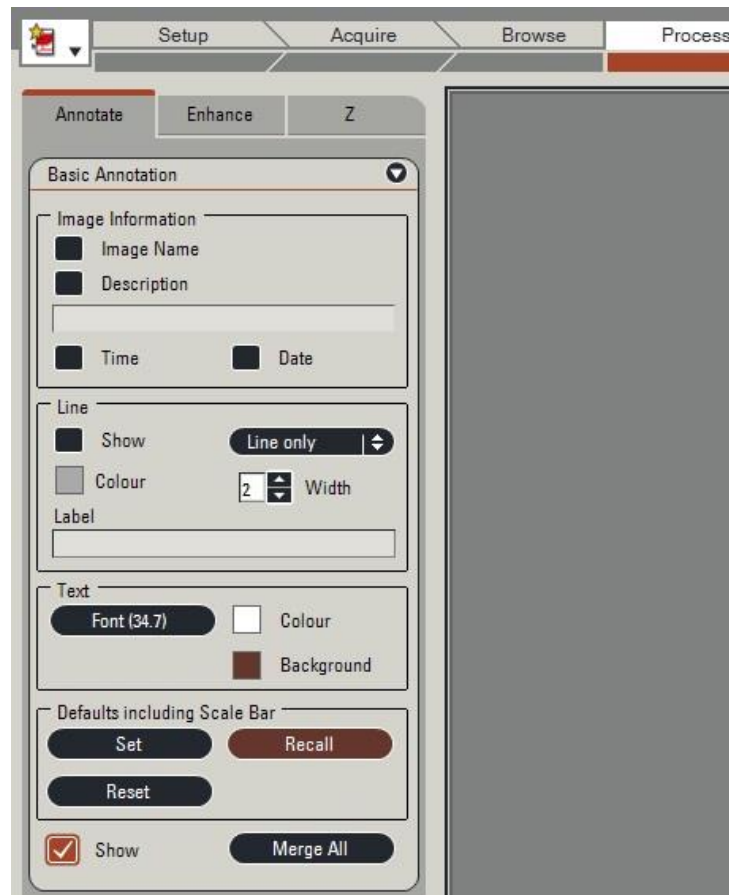 Setup Acquire Browse Process
Annotate Enhance Z
Basic Annotation
Image Information
Image Name
Description
Time Date
Line
Show Line only
Colour 2 Width
Label
Text
Font (34.7) Colour
Background
Defaults including Scale Bar
Set Recall
Reset
Show Merge All